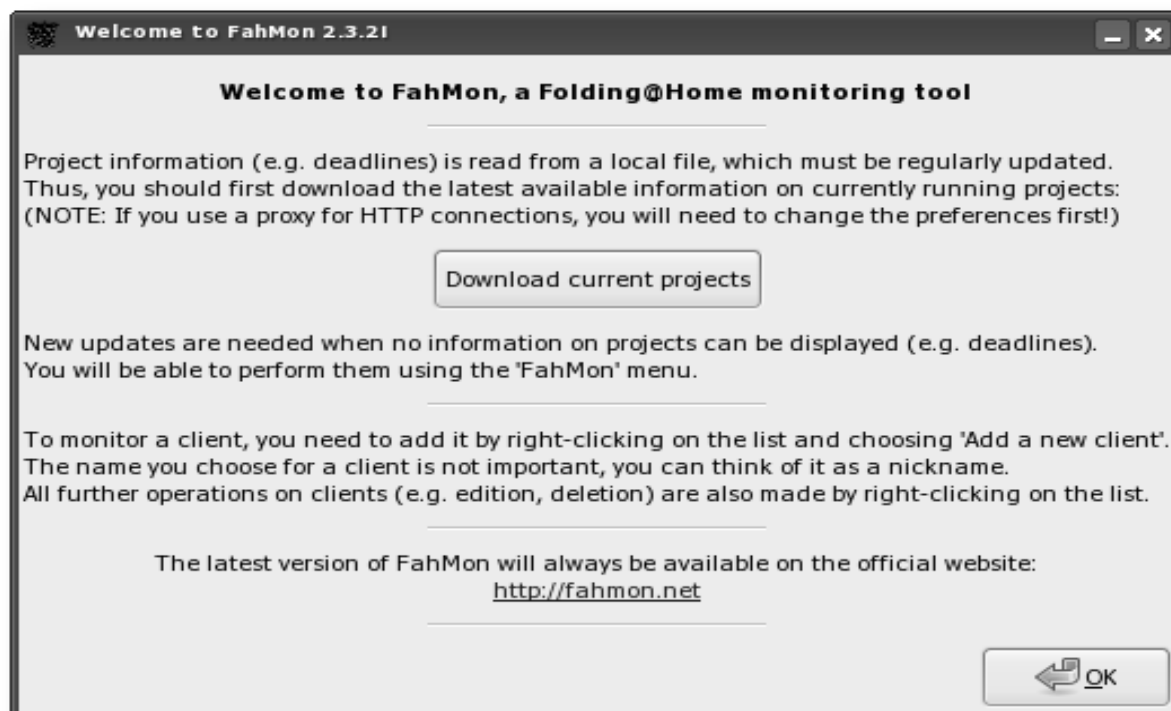 Welcome to FahMon 2.3.2!
Welcome to FahMon, a Folding@Home monitoring tool
Project information (e.g. deadlines) is read from a local file, which must be regularly updated.
Thus, you should first download the latest available information on currently running projects:
(NOTE: If you use a proxy for HTTP connections, you will need to change the preferences first!)
Download current projects
New updates are needed when no information on projects can be displayed (e.g. deadlines).
You will be able to perform them using the 'FahMon' menu.
To monitor a client, you need to add it by right-clicking on the list and choosing 'Add a new client'.
The name you choose for a client is not important, you can think of it as a nickname.
All further operations on clients (e.g. edition, deletion) are also made by right-clicking on the list.
The latest version of FahMon will always be available on the official website:
http://fahmon.net
OK